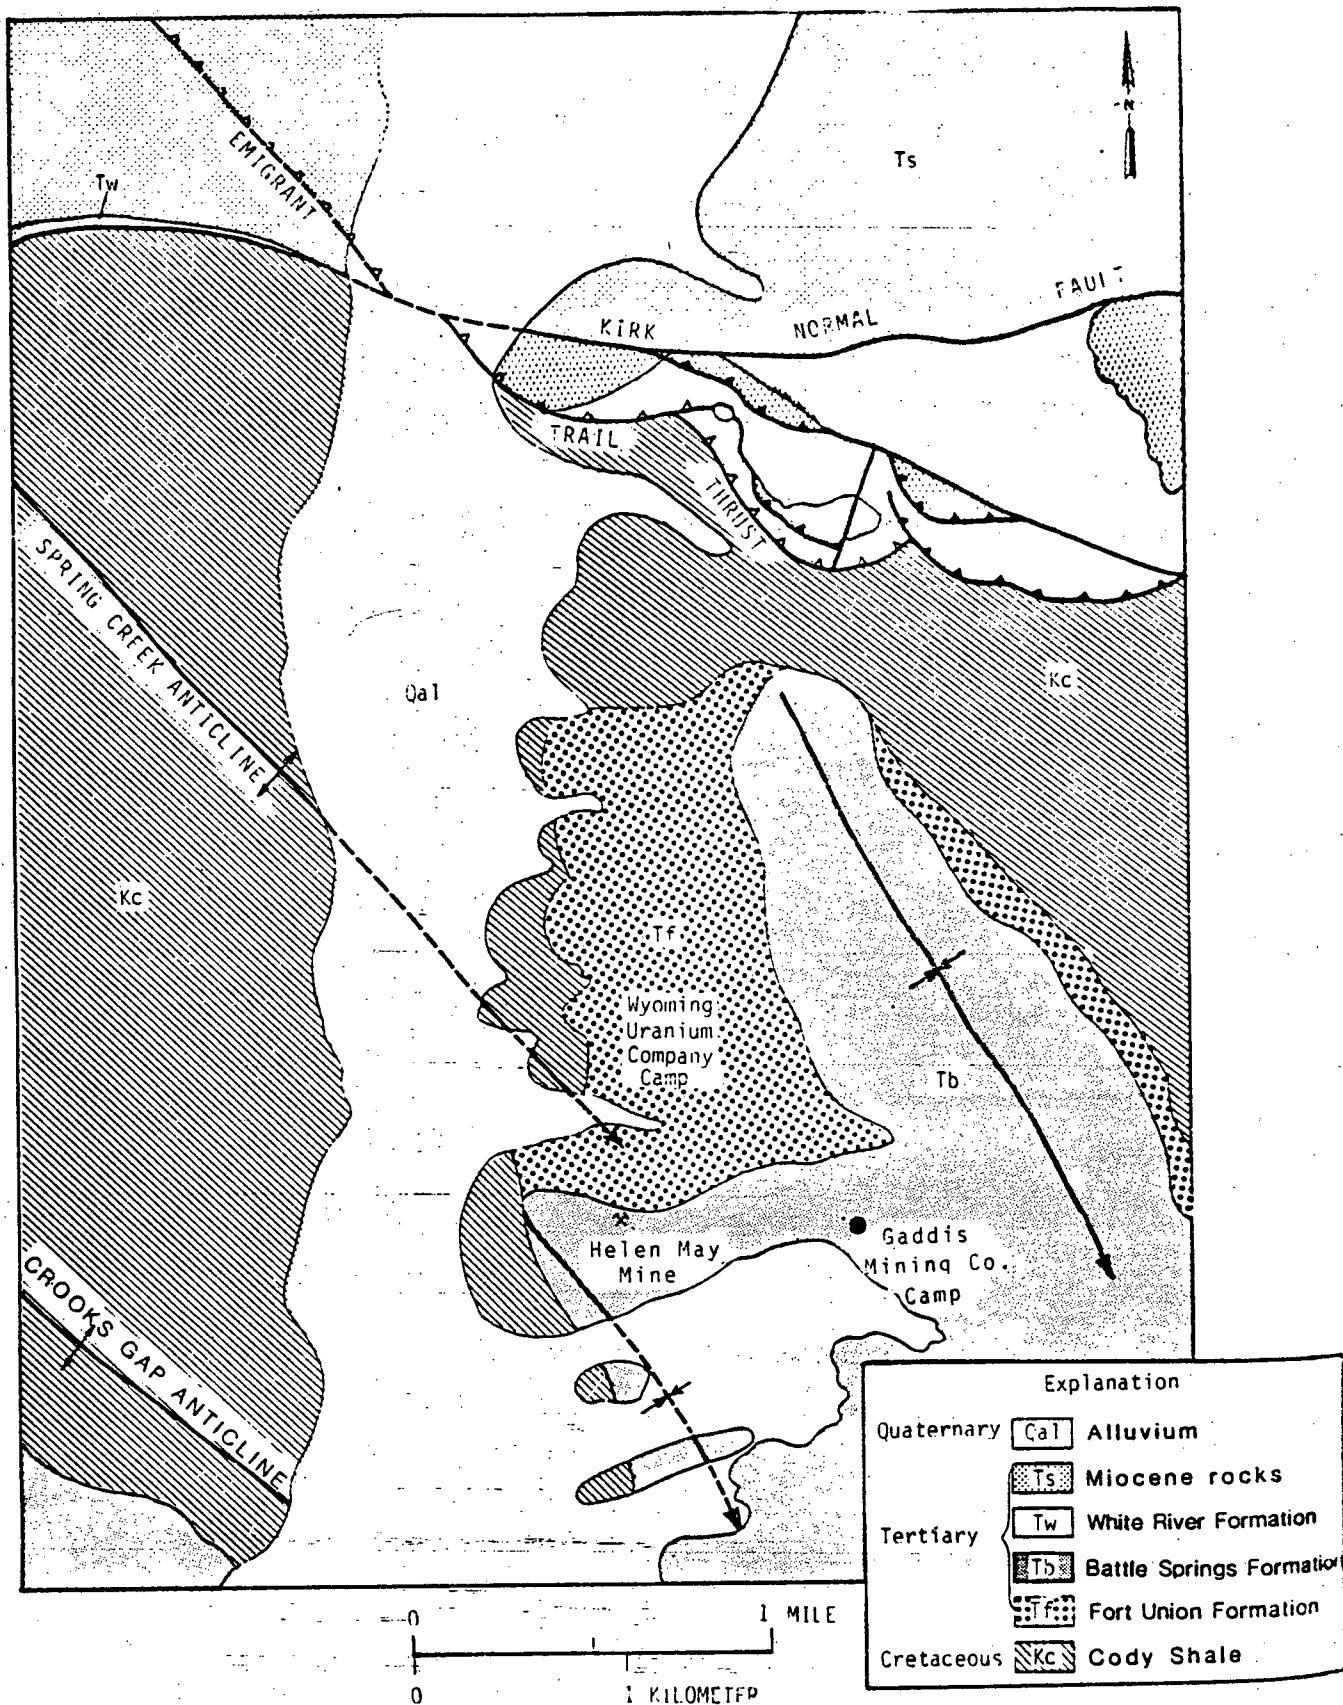 N
Ts
EMIGRANT
Tw
KIRK NORMAL FAULT
TRAIL
THRUST
SPRING CREEK ANTICLINE
Qal
Kc
Kc
Tf
Wyoming
Uranium
Company
Camp
Tb
Helen May
Mine
Gaddis
Mining Co.
Camp
CROOKS GAP ANTICLINE
Explanation
Quaternary Qal Alluvium
Ts Miocene rocks
Tw White River Formation
Tertiary
Tb Battle Springs Formation
Tf Fort Union Formation
Cretaceous Kc Cody Shale
0 1 MILE
0 1 KILOMETER